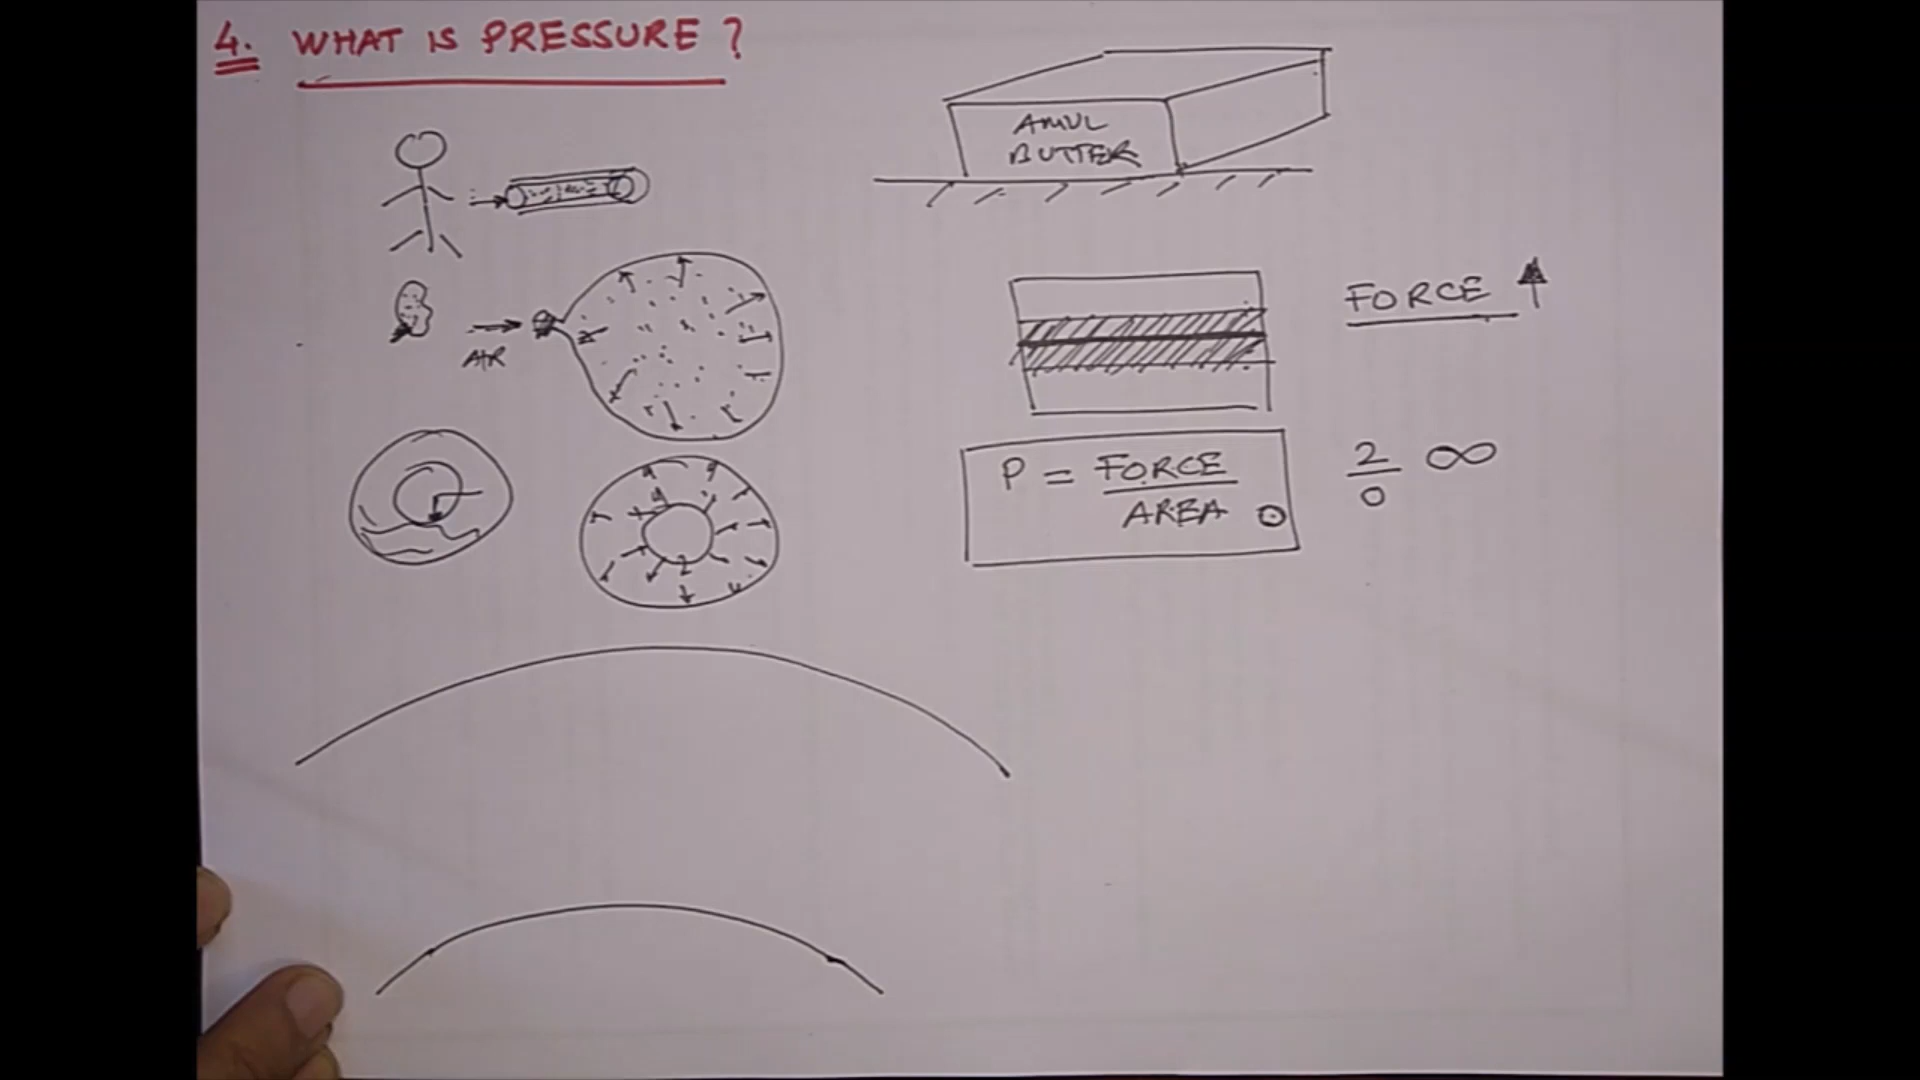 4. WHAT IS PRESSURE?
AMUL
BUTTER
AIR
FORCE
P = FORCE
AREA
2
0
∞